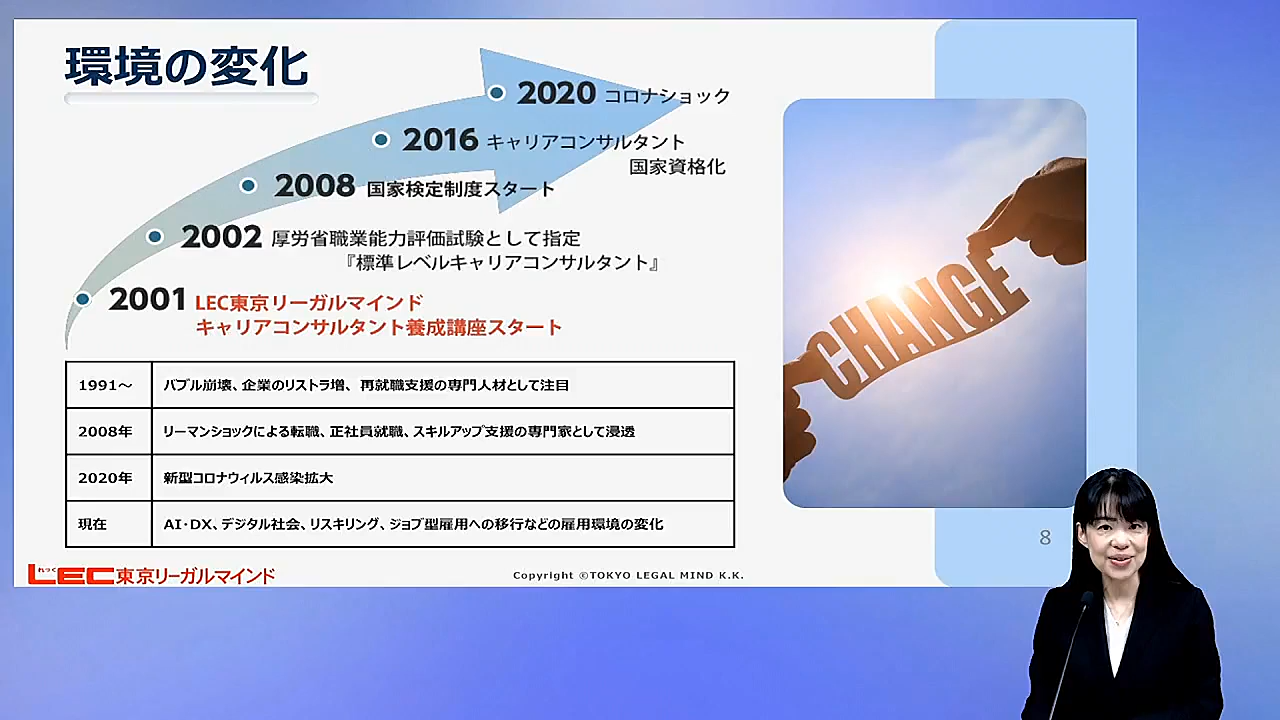 環境の変化
2020 コロナショック
2016 キャリアコンサルタント
国家資格化
2008 国家検定制度スタート
2002 厚労省職業能力評価試験として指定
『標準レベルキャリアコンサルタント』
2001 LEC東京リーガルマインド
キャリアコンサルタント養成講座スタート
CHANGE
1991～ バブル崩壊、企業のリストラ増、再就職支援の専門人材として注目
2008年 リーマンショックによる転職、正社員就職、スキルアップ支援の専門家として浸透
2020年 新型コロナウィルス感染拡大
現在 AI・DX、デジタル社会、リスキリング、ジョブ型雇用への移行などの雇用環境の変化
8
れっく
LEC東京リーガルマインド
Copyright ©TOKYO LEGAL MIND K.K.